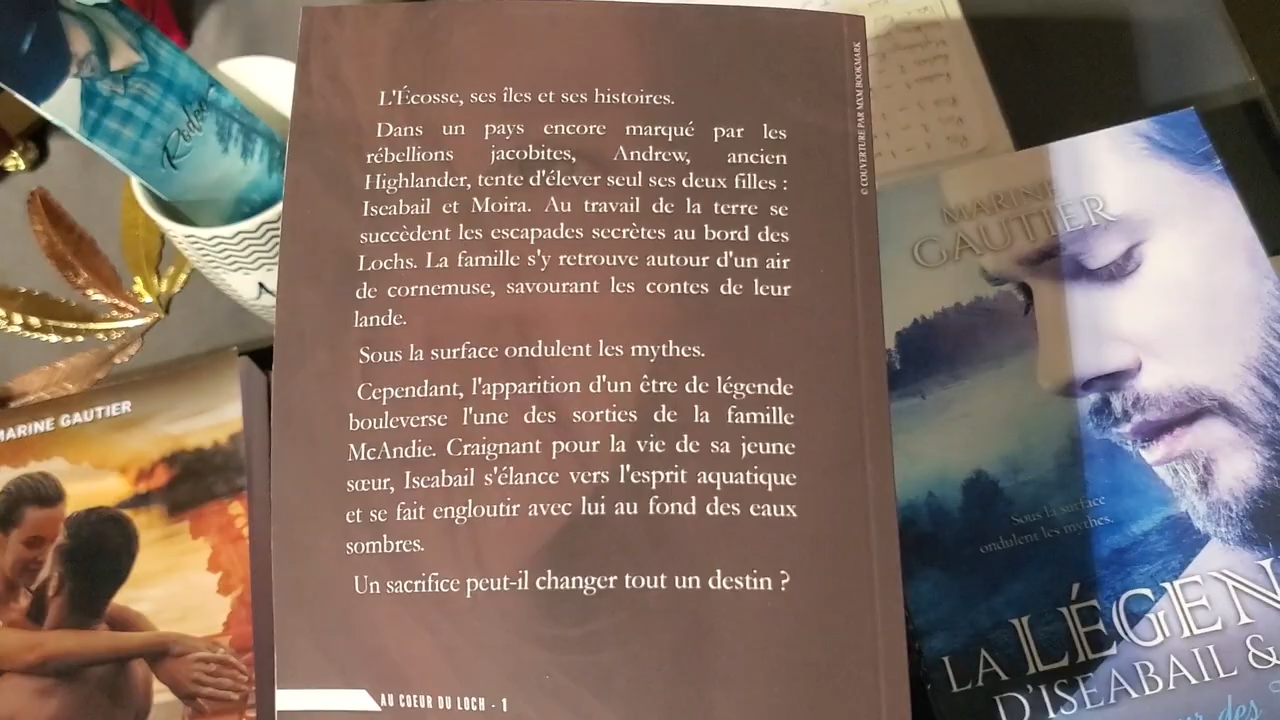 L'Écosse, ses îles et ses histoires.
Dans un pays encore marqué par les
rébellions jacobites, Andrew, ancien
Highlander, tente d'élever seul ses deux filles :
Iseabail et Moira. Au travail de la terre se
succèdent les escapades secrètes au bord des
Lochs. La famille s'y retrouve autour d'un air
de cornemuse, savourant les contes de leur
lande.
Sous la surface ondulent les mythes.
Cependant, l'apparition d'un être de légende
bouleverse l'une des sorties de la famille
McAndie. Craignant pour la vie de sa jeune
sœur, Iseabail s'élance vers l'esprit aquatique
et se fait engloutir avec lui au fond des eaux
sombres.
Un sacrifice peut-il changer tout un destin ?
AU COEUR DU LOCH - 1
© COUVERTURE PAR MXM BOOKMARK
MARINE GAUTIER
MARINE
GAUTIER
Sous la surface
ondulent les mythes.
LA LÉGEN
D'ISEABAIL &
des